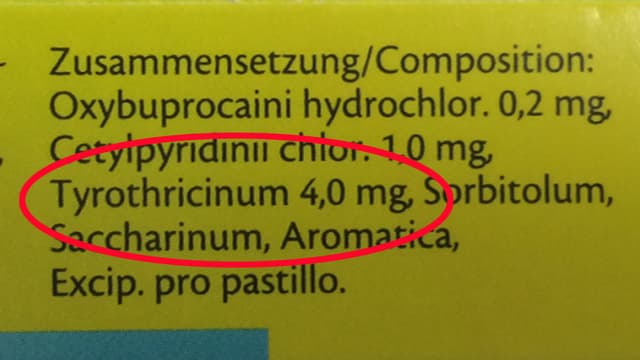 Zusammensetzung/Composition:
Oxybuprocaini hydrochlor. 0,2 mg,
Cetylpyridinii chlor. 1,0 mg,
Tyrothricinum 4,0 mg, Sorbitolum,
Saccharinum, Aromatica,
Excip. pro pastillo.